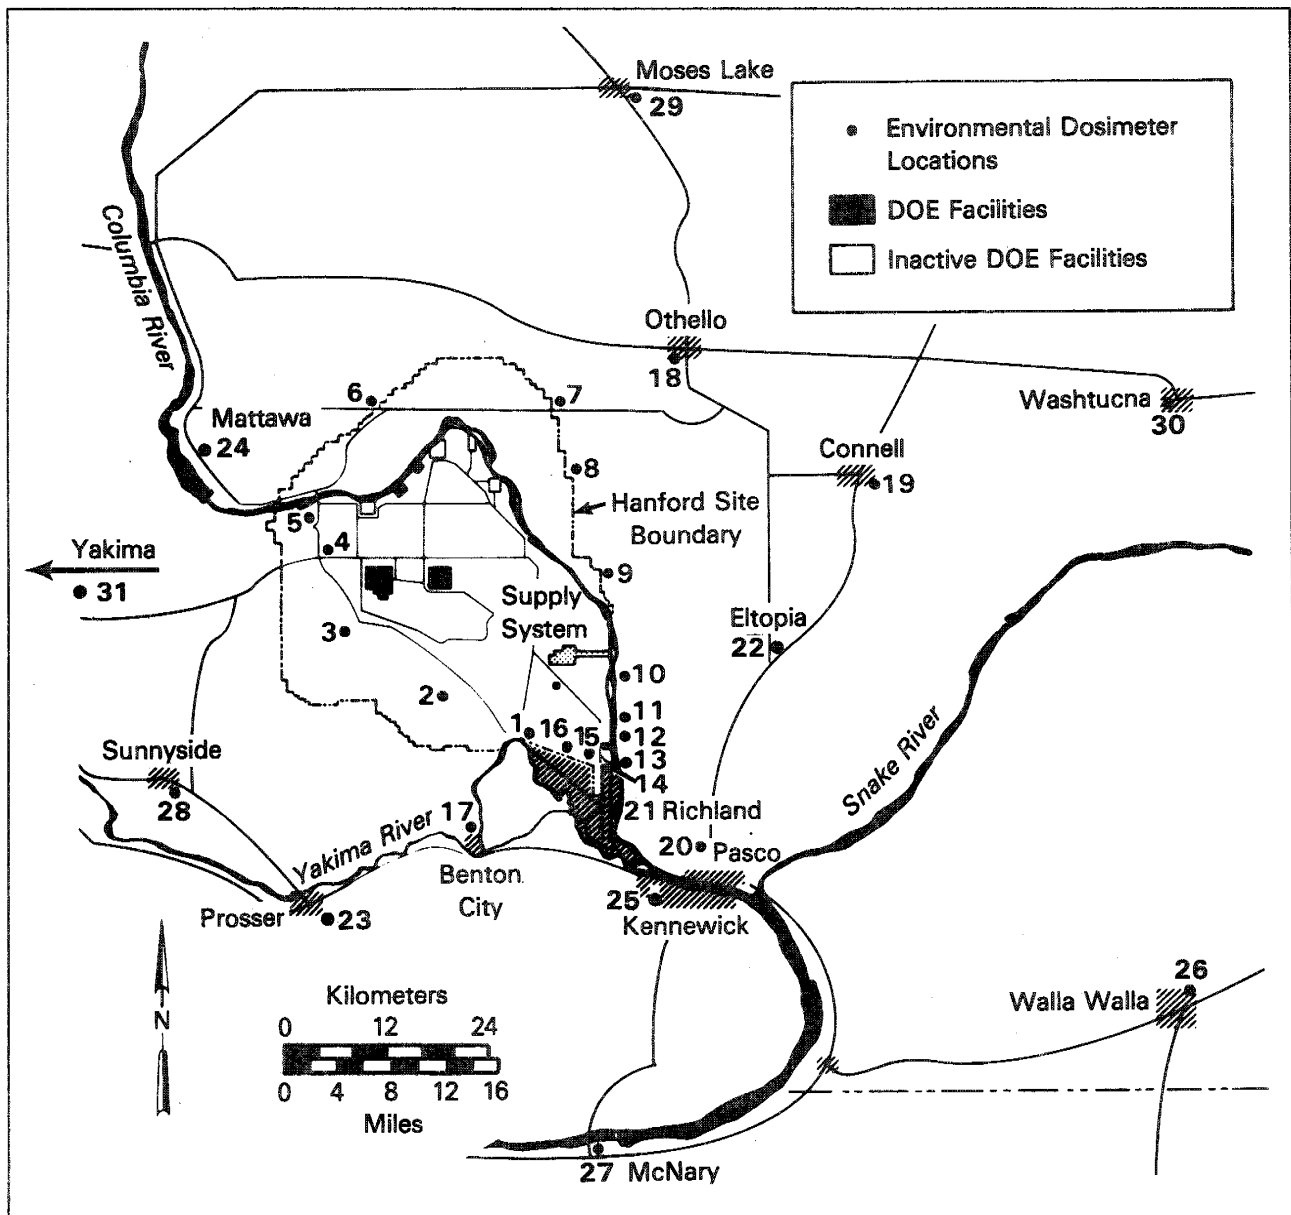 Moses Lake
29
Environmental Dosimeter
Locations
DOE Facilities
Inactive DOE Facilities
Columbia River
Othello
18
6
7
Washtucna
30
Mattawa
24
Connell
19
8
Hanford Site
Boundary
5
4
Yakima
31
9
Supply
System
3
Eltopia
22
10
2
11
1
16
15
12
13
14
Sunnyside
28
Snake River
17
21 Richland
Yakima River
20
Pasco
Benton
City
25
Kennewick
Prosser
23
26
Walla Walla
N
Kilometers
0 12 24
0 4 8 12 16
Miles
27 McNary